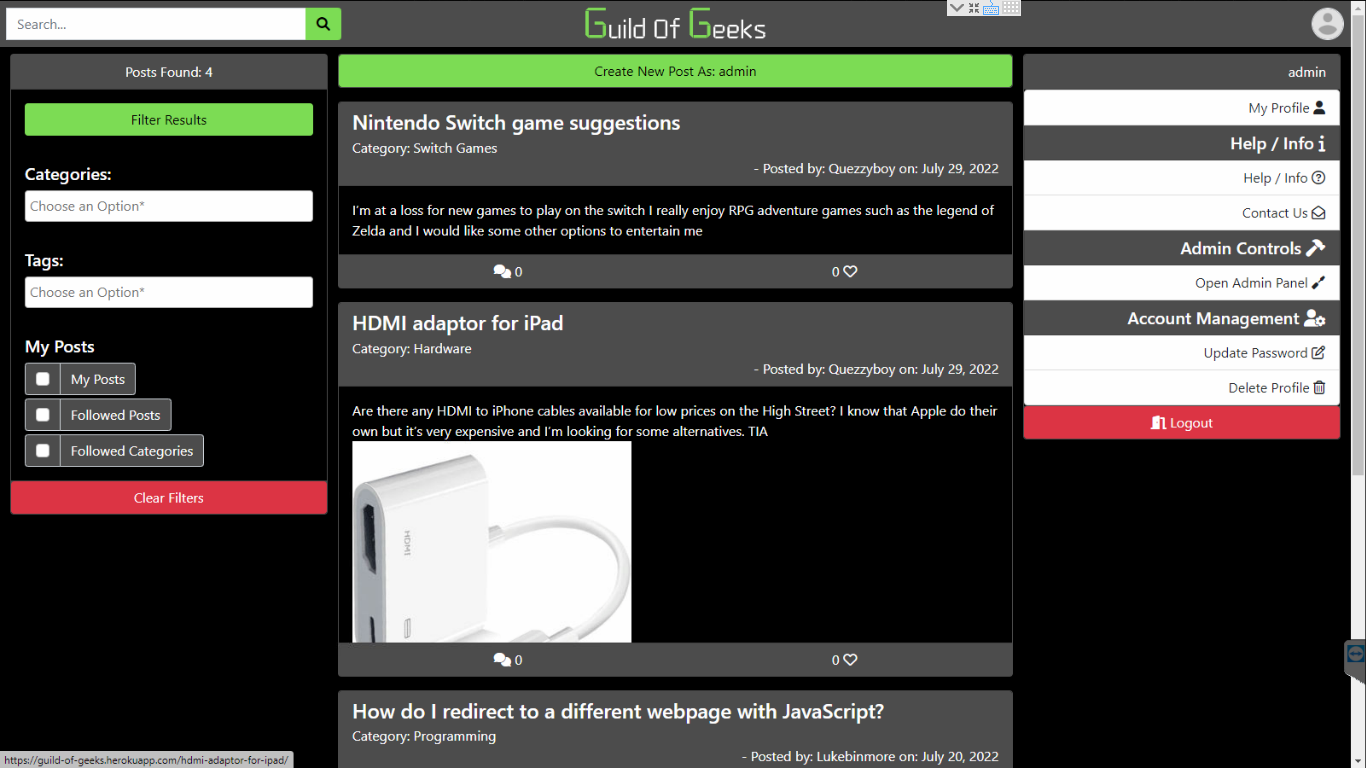 Search...
Guild Of Geeks
Posts Found: 4
Filter Results
Categories:
Choose an Option*
Tags:
Choose an Option*
My Posts
My Posts
Followed Posts
Followed Categories
Clear Filters
Create New Post As: admin
Nintendo Switch game suggestions
Category: Switch Games
- Posted by: Quezzyboy on: July 29, 2022
I'm at a loss for new games to play on the switch I really enjoy RPG adventure games such as the legend of
Zelda and I would like some other options to entertain me
0
0
HDMI adaptor for iPad
Category: Hardware
- Posted by: Quezzyboy on: July 29, 2022
Are there any HDMI to iPhone cables available for low prices on the High Street? I know that Apple do their
own but it's very expensive and I'm looking for some alternatives. TIA
HDMI
0
0
How do I redirect to a different webpage with JavaScript?
Category: Programming
- Posted by: Lukebinmore on: July 20, 2022
admin
My Profile
Help / Info
Help / Info
Contact Us
Admin Controls
Open Admin Panel
Account Management
Update Password
Delete Profile
Logout
https://guild-of-geeks.herokuapp.com/hdmi-adaptor-for-ipad/